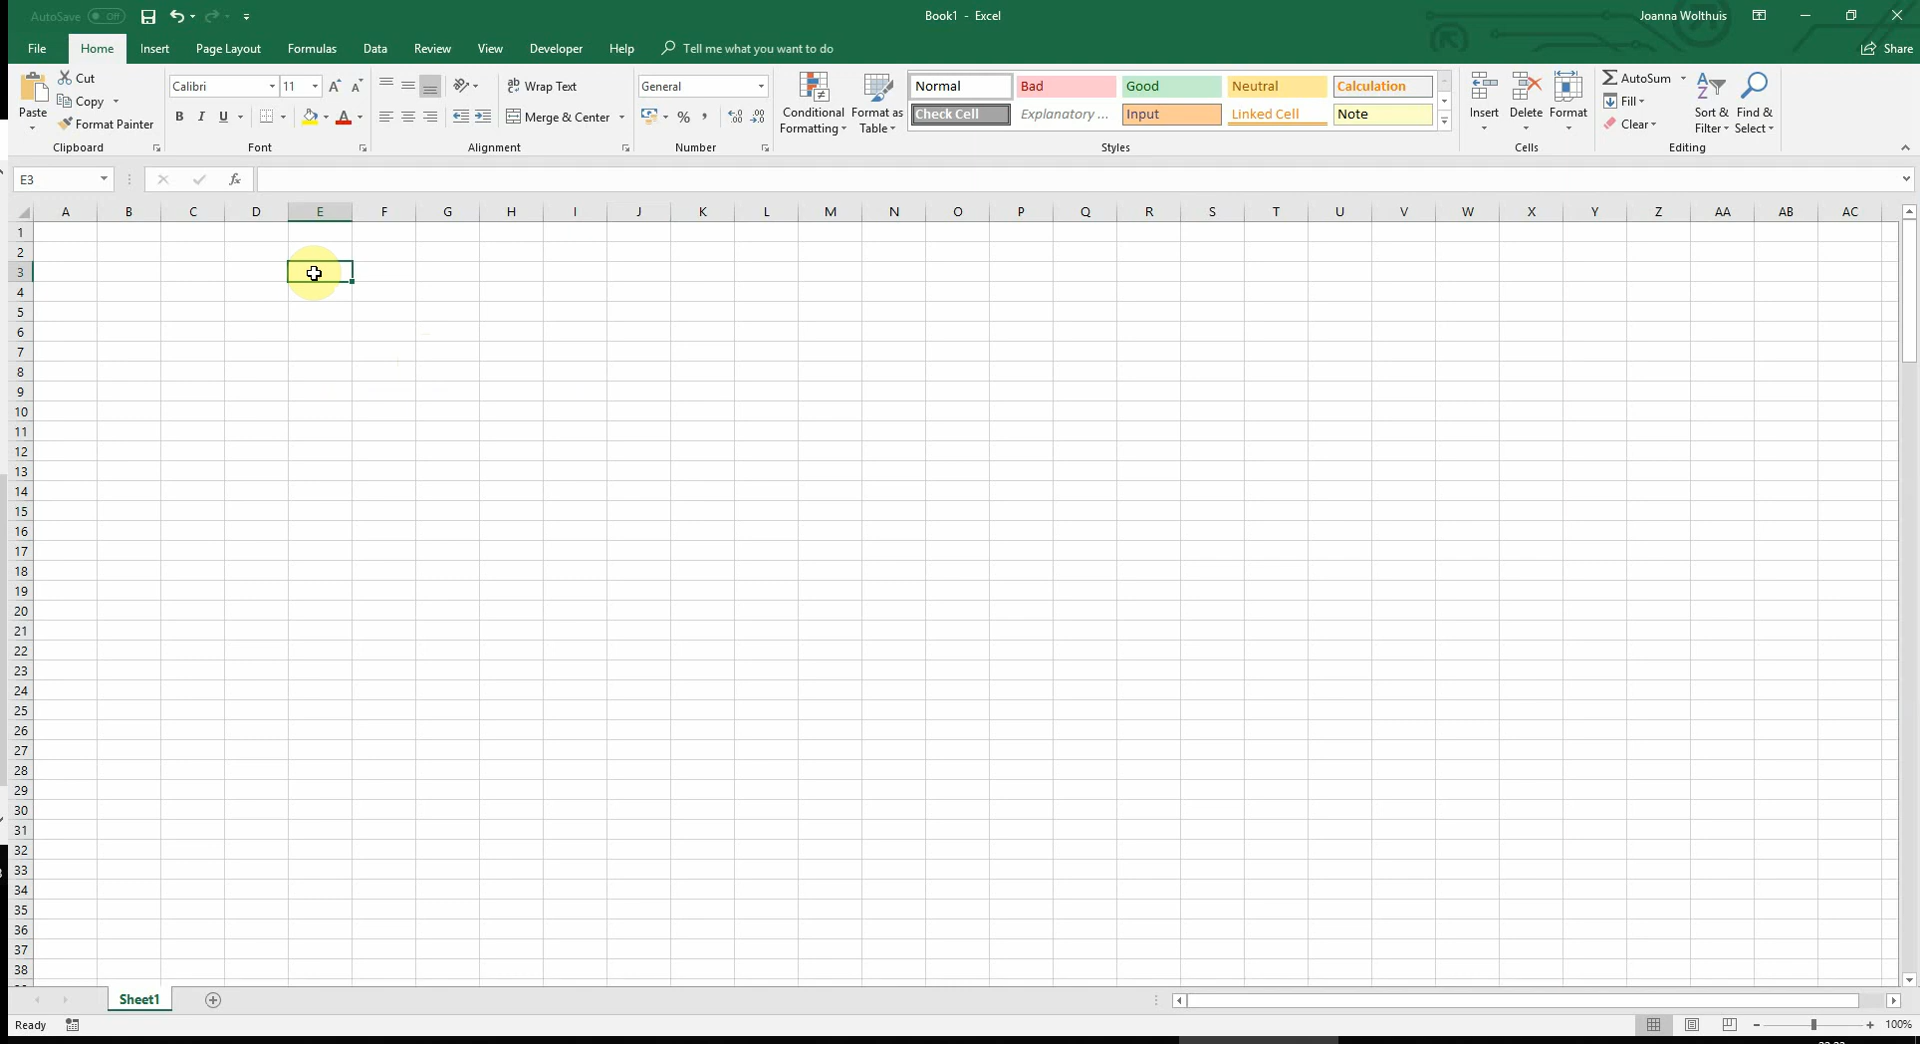 AutoSave Off Book1 - Excel Joanna Wolthuis
File Home Insert Page Layout Formulas Data Review View Developer Help Tell me what you want to do Share
Paste
Cut
Copy
Format Painter
Clipboard
Calibri 11
B I U
Font
Wrap Text
Merge & Center
Alignment
General
Number
Conditional Formatting
Format as Table
Normal Bad Good Neutral Calculation
Check Cell Explanatory ... Input Linked Cell Note
Styles
Insert Delete Format
Cells
AutoSum
Fill
Clear
Sort & Filter
Find & Select
Editing
E3 fx
A B C D E F G H I J K L M N O P Q R S T U V W X Y Z AA AB AC
1
2
3
4
5
6
7
8
9
10
11
12
13
14
15
16
17
18
19
20
21
22
23
24
25
26
27
28
29
30
31
32
33
34
35
36
37
38
Sheet1
Ready 100%